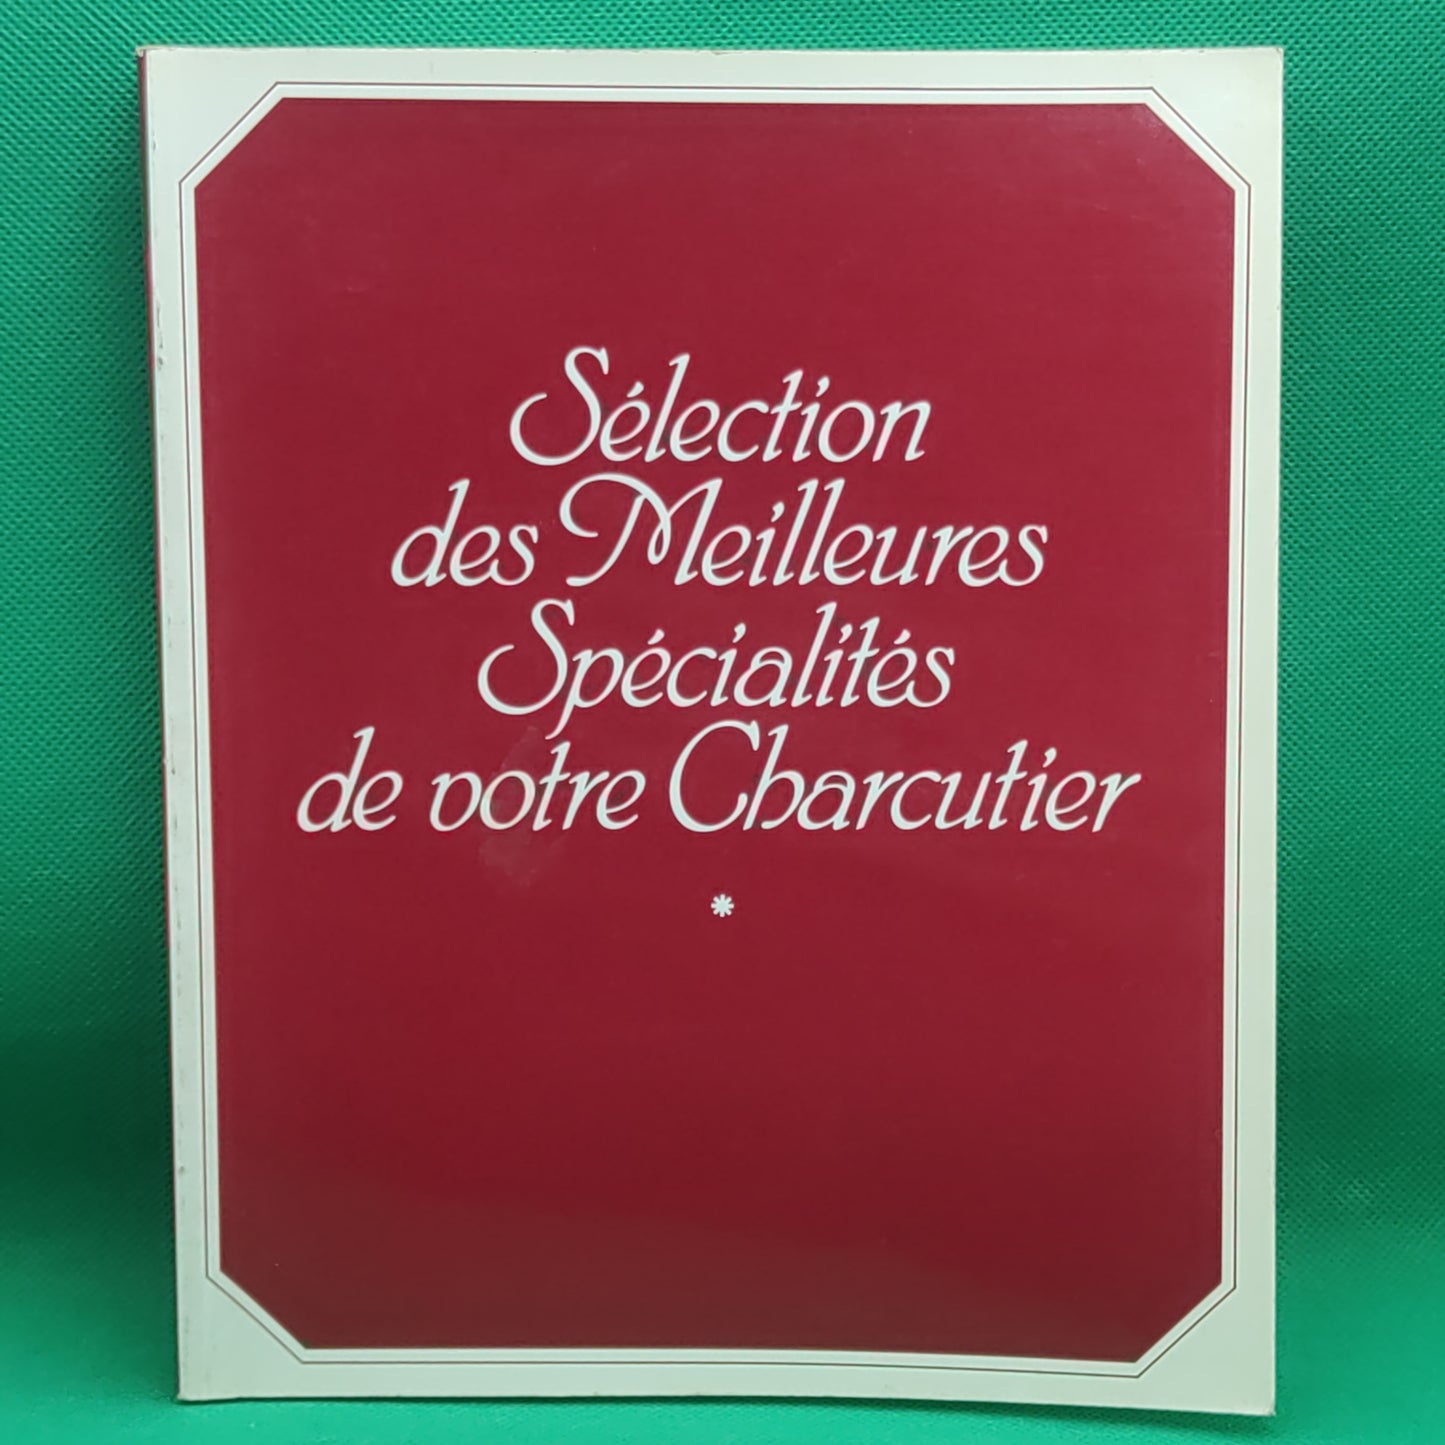 Sélection
des Meilleures
Spécialités
de votre Charcutier
*